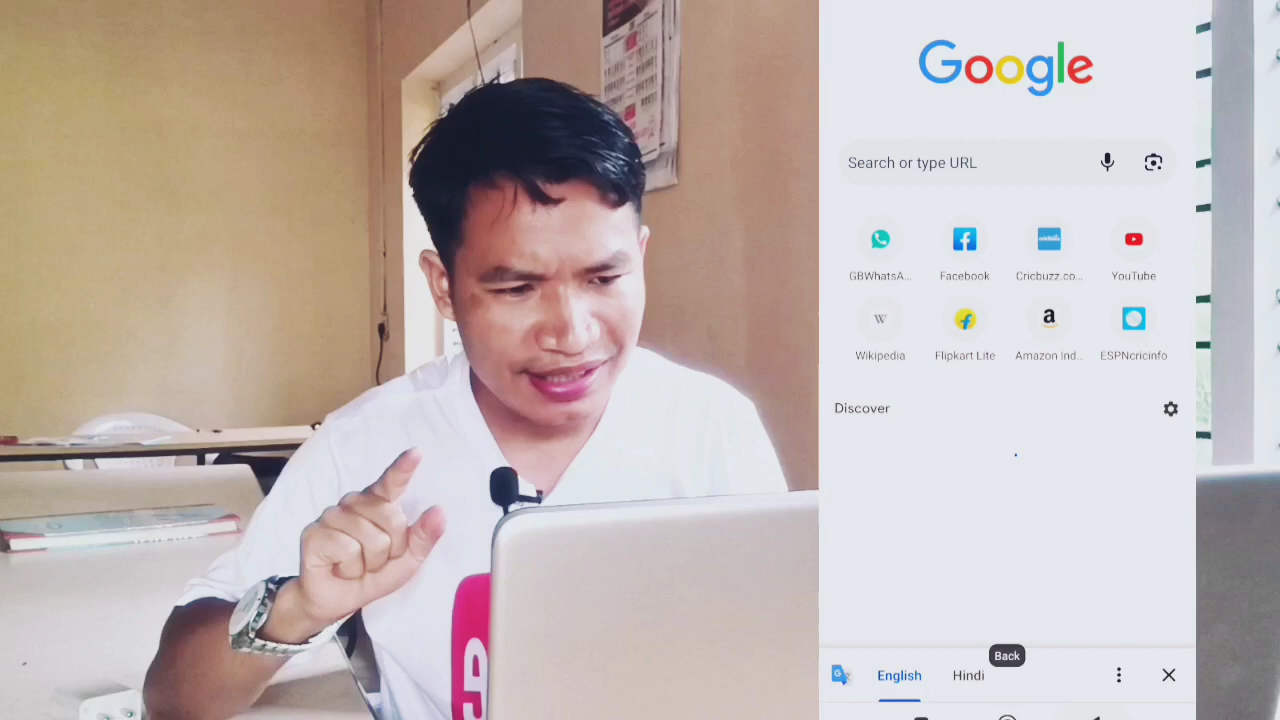 Google
Search or type URL
GBWhatsA...
Facebook
Cricbuzz.co...
YouTube
Wikipedia
Flipkart Lite
Amazon Ind...
ESPNcricinfo
Discover
Back
English
Hindi